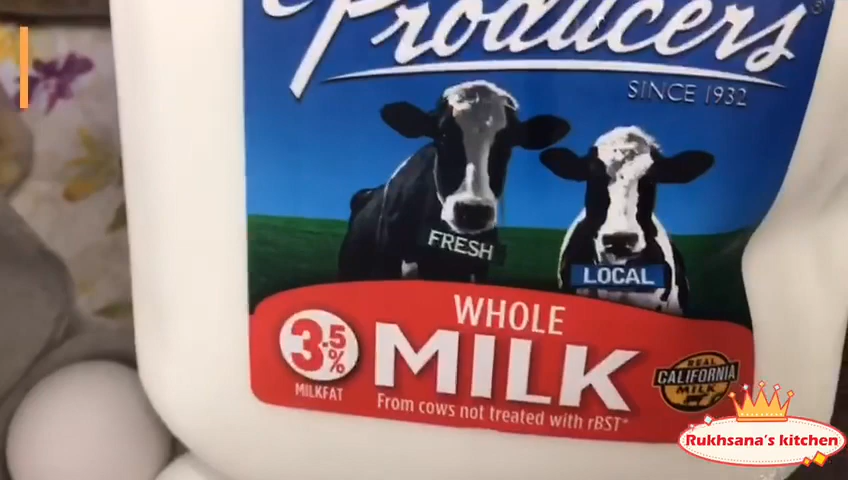 Producers
SINCE 1932
FRESH
LOCAL
WHOLE
3.5%
MILK
MILKFAT
From cows not treated with rBST*
REAL
CALIFORNIA
MILK
Rukhsana's kitchen